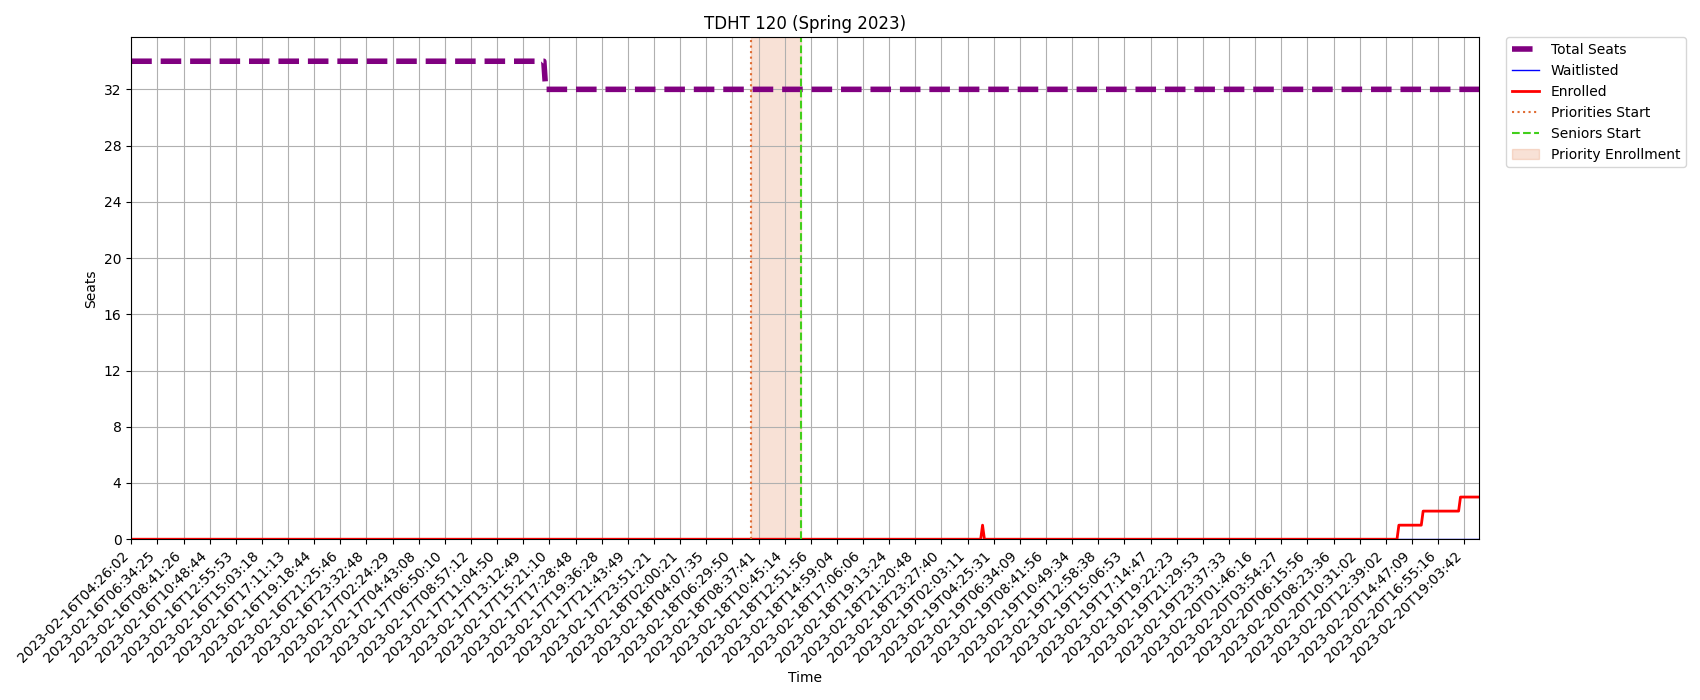 TDHT 120 (Spring 2023)
Total Seats
Waitlisted
Enrolled
Priorities Start
Seniors Start
Priority Enrollment
Seats
32
28
24
20
16
12
8
4
0
2023-02-16T04:26:02
2023-02-16T06:34:25
2023-02-16T08:41:26
2023-02-16T10:48:44
2023-02-16T12:55:53
2023-02-16T15:03:18
2023-02-16T17:11:13
2023-02-16T19:18:44
2023-02-16T21:25:46
2023-02-16T23:32:48
2023-02-17T02:24:29
2023-02-17T04:43:08
2023-02-17T06:50:10
2023-02-17T08:57:12
2023-02-17T11:04:50
2023-02-17T13:12:49
2023-02-17T15:21:10
2023-02-17T17:28:48
2023-02-17T19:36:28
2023-02-17T21:43:49
2023-02-17T23:51:21
2023-02-18T02:00:21
2023-02-18T04:07:35
2023-02-18T06:29:50
2023-02-18T08:37:41
2023-02-18T10:45:14
2023-02-18T12:51:56
2023-02-18T14:59:04
2023-02-18T17:06:06
2023-02-18T19:13:24
2023-02-18T21:20:48
2023-02-18T23:27:40
2023-02-19T02:03:11
2023-02-19T04:25:31
2023-02-19T06:34:09
2023-02-19T08:41:56
2023-02-19T10:49:34
2023-02-19T12:58:38
2023-02-19T15:06:53
2023-02-19T17:14:47
2023-02-19T19:22:23
2023-02-19T21:29:53
2023-02-19T23:37:33
2023-02-20T01:46:16
2023-02-20T03:54:27
2023-02-20T06:15:56
2023-02-20T08:23:36
2023-02-20T10:31:02
2023-02-20T12:39:02
2023-02-20T14:47:09
2023-02-20T16:55:16
2023-02-20T19:03:42
Time